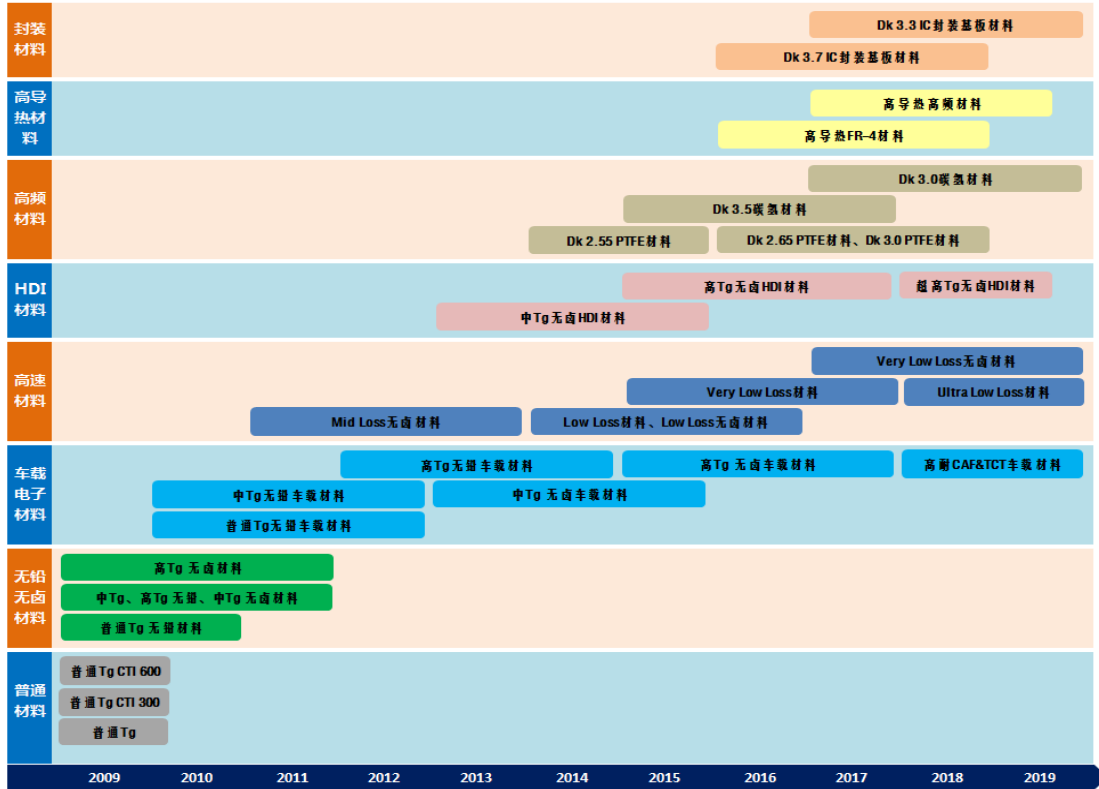 封装
材料
Dk 3.3 IC封装基板材料
Dk 3.7 IC封装基板材料
高导
热材
料
高导热高频材料
高导热FR-4材料
高频
材料
Dk 3.0碳氢材料
Dk 3.5碳氢材料
Dk 2.55 PTFE材料
Dk 2.65 PTFE材料、Dk 3.0 PTFE材料
HDI
材料
高Tg无卤HDI材料
超高Tg无卤HDI材料
中Tg无卤HDI材料
高速
材料
Very Low Loss无卤材料
Very Low Loss材料
Ultra Low Loss材料
Mid Loss无卤材料
Low Loss材料、Low Loss无卤材料
车载
电子
材料
高Tg无铅车载材料
高Tg 无卤车载材料
高耐CAF&TCT车载材料
中Tg无铅车载材料
中Tg 无卤车载材料
普通Tg无铅车载材料
无铅
无卤
材料
高Tg 无卤材料
中Tg、高Tg 无铅、中Tg 无卤材料
普通Tg 无铅材料
普通
材料
普通Tg CTI 600
普通Tg CTI 300
普通Tg
2009 2010 2011 2012 2013 2014 2015 2016 2017 2018 2019